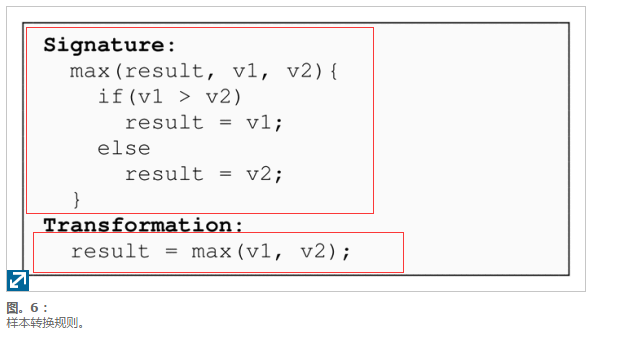 Signature:
max(result, v1, v2){
if(v1 > v2)
result = v1;
else
result = v2;
}
Transformation:
result = max(v1, v2);
图。6：
样本转换规则。